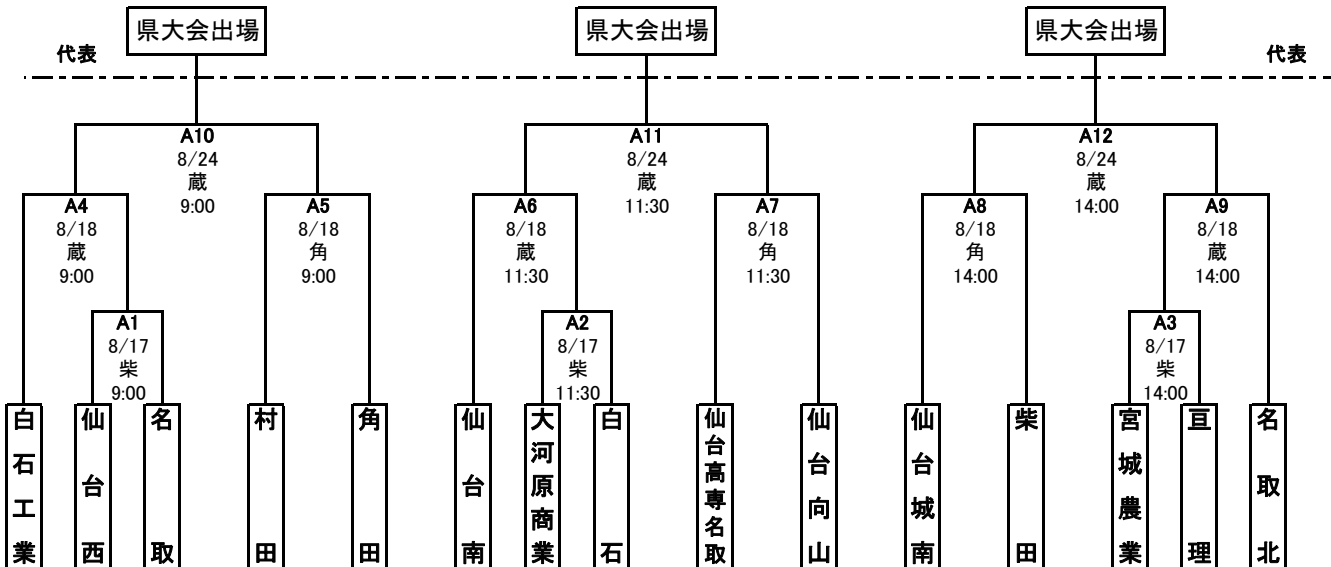 県大会出場
県大会出場
県大会出場
代表
代表
A10
8/24
蔵
9:00
A11
8/24
蔵
11:30
A12
8/24
蔵
14:00
A4
8/18
蔵
9:00
A5
8/18
角
9:00
A6
8/18
蔵
11:30
A7
8/18
角
11:30
A8
8/18
角
14:00
A9
8/18
蔵
14:00
A1
8/17
柴
9:00
A2
8/17
柴
11:30
A3
8/17
柴
14:00
白石工業
仙台西
名取
村田
角田
仙台南
大河原商業
白石
仙台高専名取
仙台向山
仙台城南
柴田
宮城農業
亘理
名取北